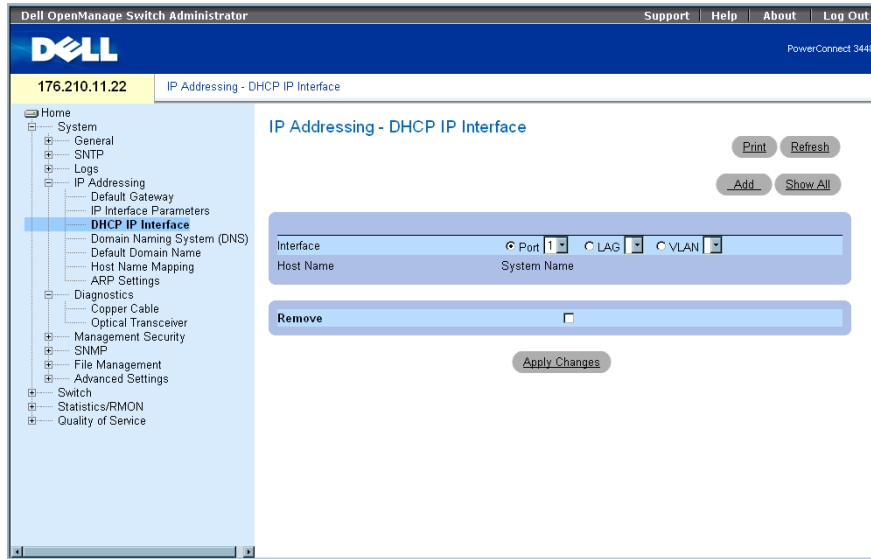 Dell OpenManage Switch Administrator
Support Help About Log Out
DELL
PowerConnect 3448
176.210.11.22
IP Addressing - DHCP IP Interface
Home
System
General
SNTP
Logs
IP Addressing
Default Gateway
IP Interface Parameters
DHCP IP Interface
Domain Naming System (DNS)
Default Domain Name
Host Name Mapping
ARP Settings
Diagnostics
Copper Cable
Optical Transceiver
Management Security
SNMP
File Management
Advanced Settings
Switch
Statistics/RMON
Quality of Service
IP Addressing - DHCP IP Interface
Print Refresh
Add Show All
Interface Port 1 LAG VLAN
Host Name System Name
Remove
Apply Changes